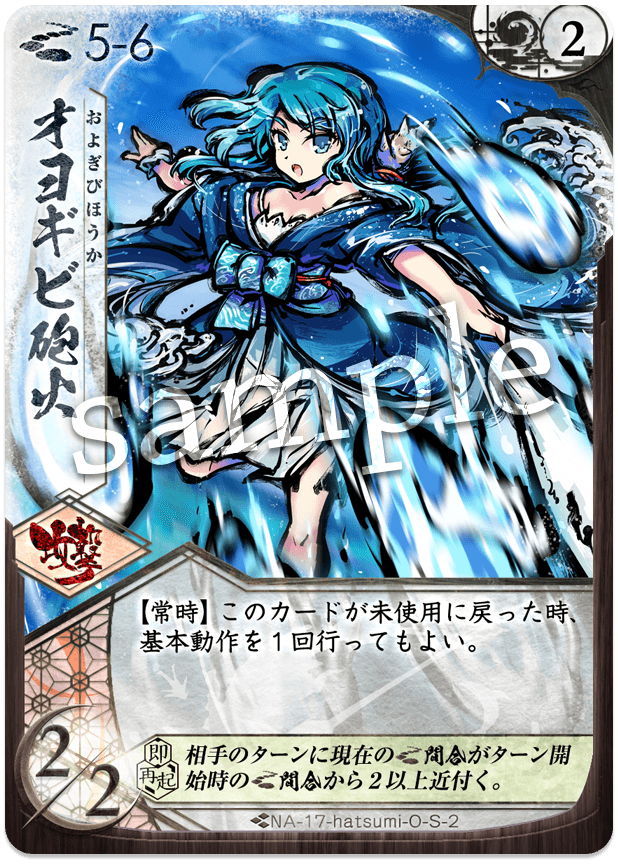 5-6
2
オヨギビ砲火
およぎびほうか
sample
攻撃
【常時】このカードが未使用に戻った時、
基本動作を１回行ってもよい。
2/2
即再起
相手のターンに現在の間合がターン開
始時の間合から２以上近付く。
NA-17-hatsumi-O-S-2